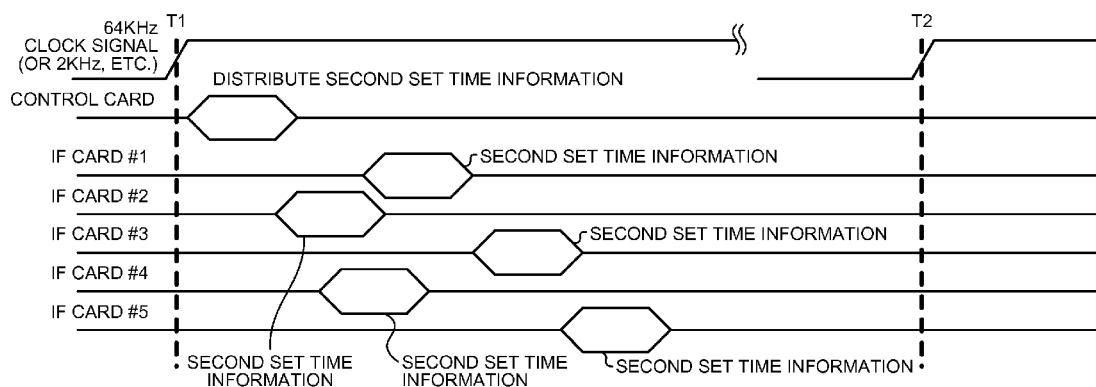 64KHz
CLOCK SIGNAL
(OR 2KHz, ETC.)
T1
T2
DISTRIBUTE SECOND SET TIME INFORMATION
CONTROL CARD
IF CARD #1
SECOND SET TIME INFORMATION
IF CARD #2
IF CARD #3
SECOND SET TIME INFORMATION
IF CARD #4
IF CARD #5
SECOND SET TIME
INFORMATION
SECOND SET TIME
INFORMATION
SECOND SET TIME INFORMATION